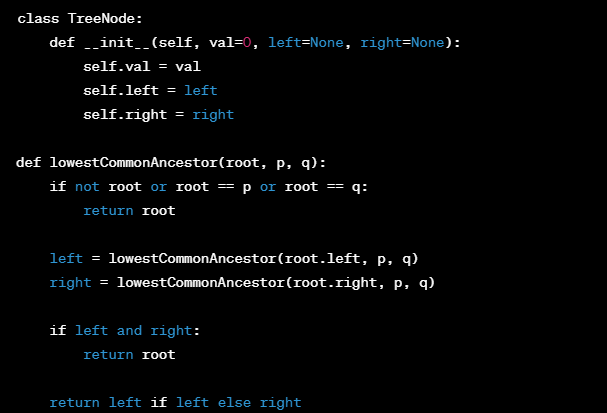 class TreeNode:
    def __init__(self, val=0, left=None, right=None):
        self.val = val
        self.left = left
        self.right = right

def lowestCommonAncestor(root, p, q):
    if not root or root == p or root == q:
        return root

    left = lowestCommonAncestor(root.left, p, q)
    right = lowestCommonAncestor(root.right, p, q)

    if left and right:
        return root

    return left if left else right